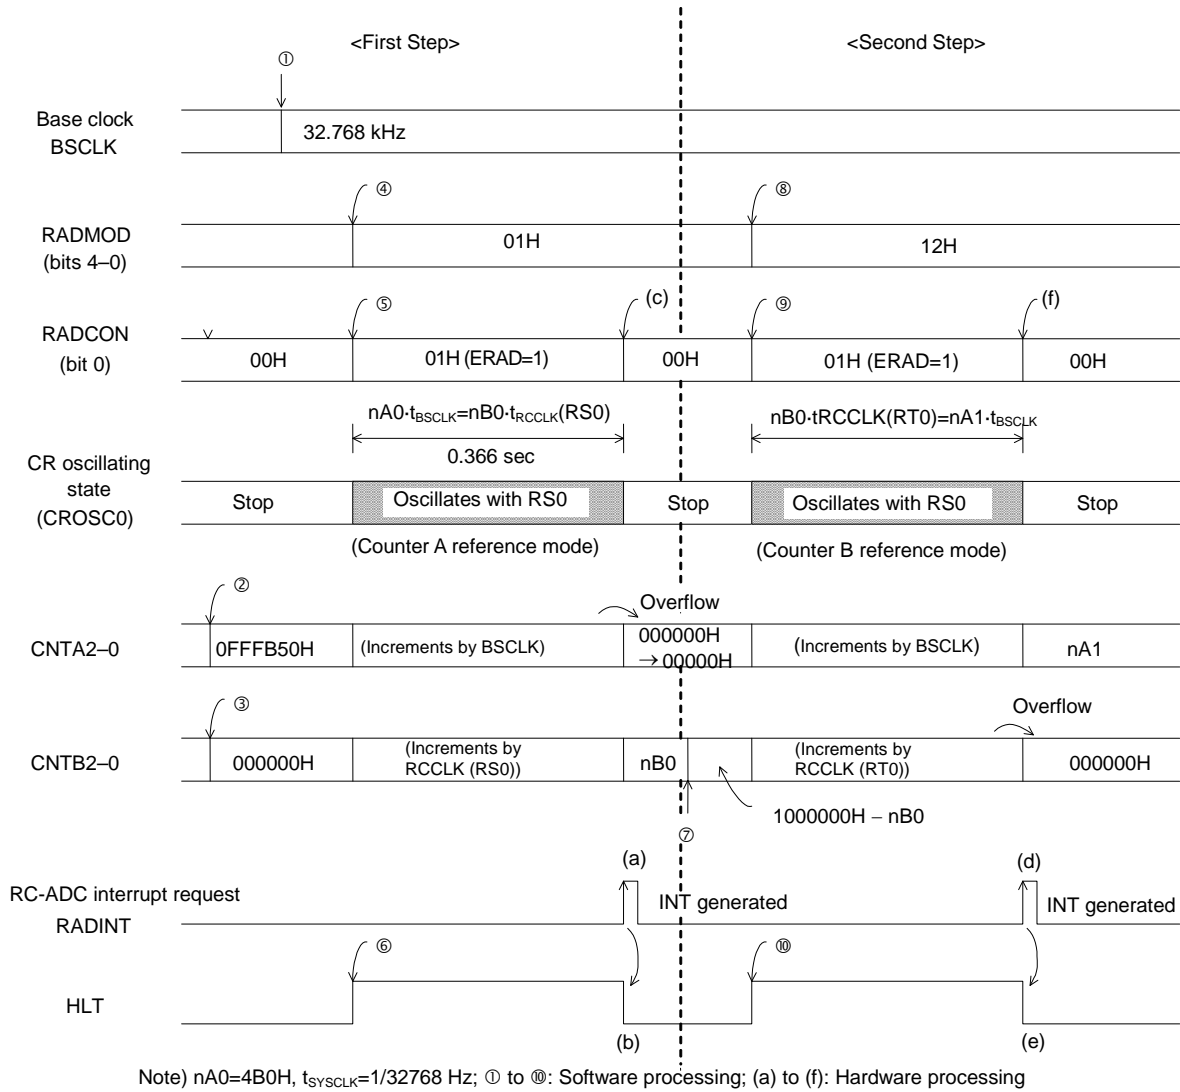 <First Step> <Second Step>
①
Base clock
BSCLK
32.768 kHz
④ ⑧
RADMOD
(bits 4–0)
01H 12H
⑤ (c) ⑨ (f)
RADCON
(bit 0)
00H 01H (ERAD=1) 00H 01H (ERAD=1) 00H
nA0·tBSCLK=nB0·tRCCLK(RS0) nB0·tRCCLK(RT0)=nA1·tBSCLK
0.366 sec
CR oscillating
state
(CROSC0)
Stop Oscillates with RS0 Stop Oscillates with RS0 Stop
(Counter A reference mode) (Counter B reference mode)
②
Overflow
CNTA2–0
0FFFB50H (Increments by BSCLK) 000000H
→ 00000H
(Increments by BSCLK) nA1
③
Overflow
CNTB2–0
000000H (Increments by
RCCLK (RS0))
nB0 (Increments by
RCCLK (RT0))
000000H
1000000H – nB0
⑦
(a) (d)
RC-ADC interrupt request
RADINT
INT generated INT generated
⑥ ⑩
HLT
(b) (e)
Note) nA0=4B0H, tSYSCLK=1/32768 Hz; ① to ⑩: Software processing; (a) to (f): Hardware processing